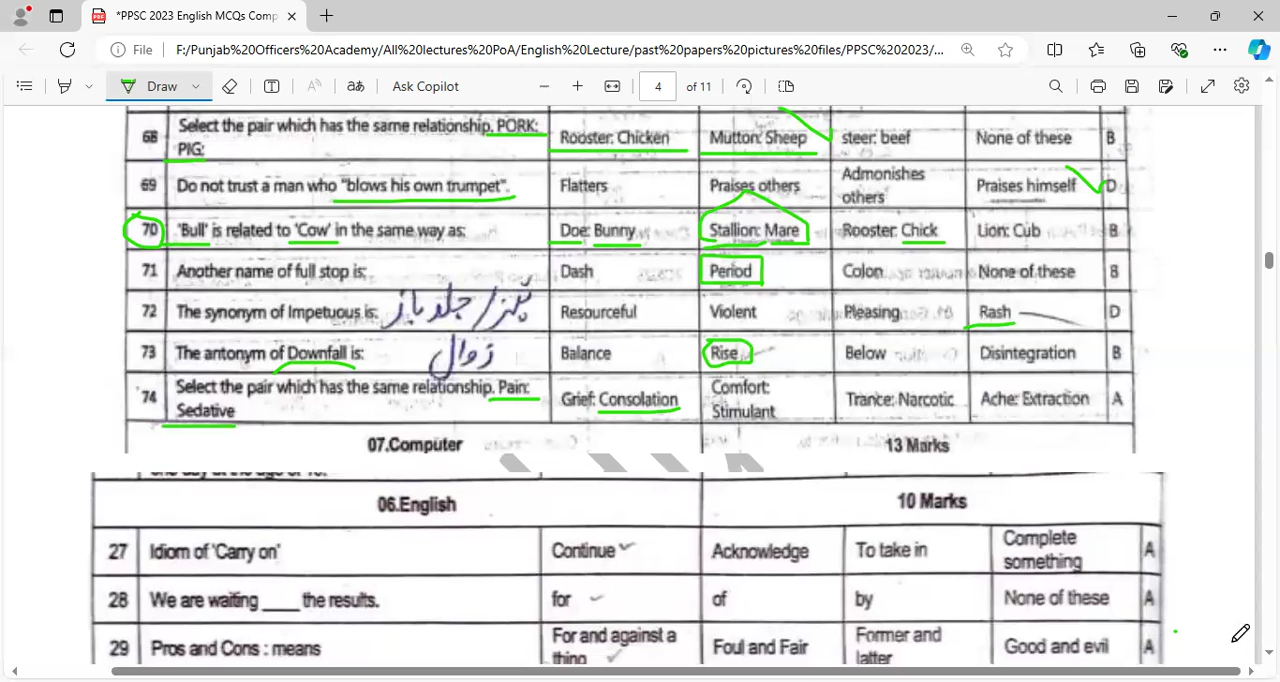 *PPSC 2023 English MCQs Comp
File
F:/Punjab%20Officers%20Academy/All%20lectures%20PoA/English%20Lecture/past%20papers%20pictures%20files/PPSC%202023/...
Draw
Ask Copilot
4 of 11
68 Select the pair which has the same relationship. PORK: PIG: Rooster: Chicken Mutton: Sheep steer: beef None of these B
69 Do not trust a man who "blows his own trumpet". Flatters Praises others Admonishes others Praises himself D
70 'Bull' is related to 'Cow' in the same way as: Doe: Bunny Stallion: Mare Rooster: Chick Lion: Cub B
71 Another name of full stop is: Dash Period Colon None of these B
72 The synonym of Impetuous is: جلد باز Resourceful Violent Pleasing Rash D
73 The antonym of Downfall is: زوال Balance Rise Below Disintegration B
74 Select the pair which has the same relationship. Pain: Sedative Grief: Consolation Comfort: Stimulant Trance: Narcotic Ache: Extraction A
07.Computer 13 Marks
06.English 10 Marks
27 Idiom of 'Carry on' Continue Acknowledge To take in Complete something A
28 We are waiting ____ the results. for of by None of these A
29 Pros and Cons : means For and against a thing Foul and Fair Former and latter Good and evil A